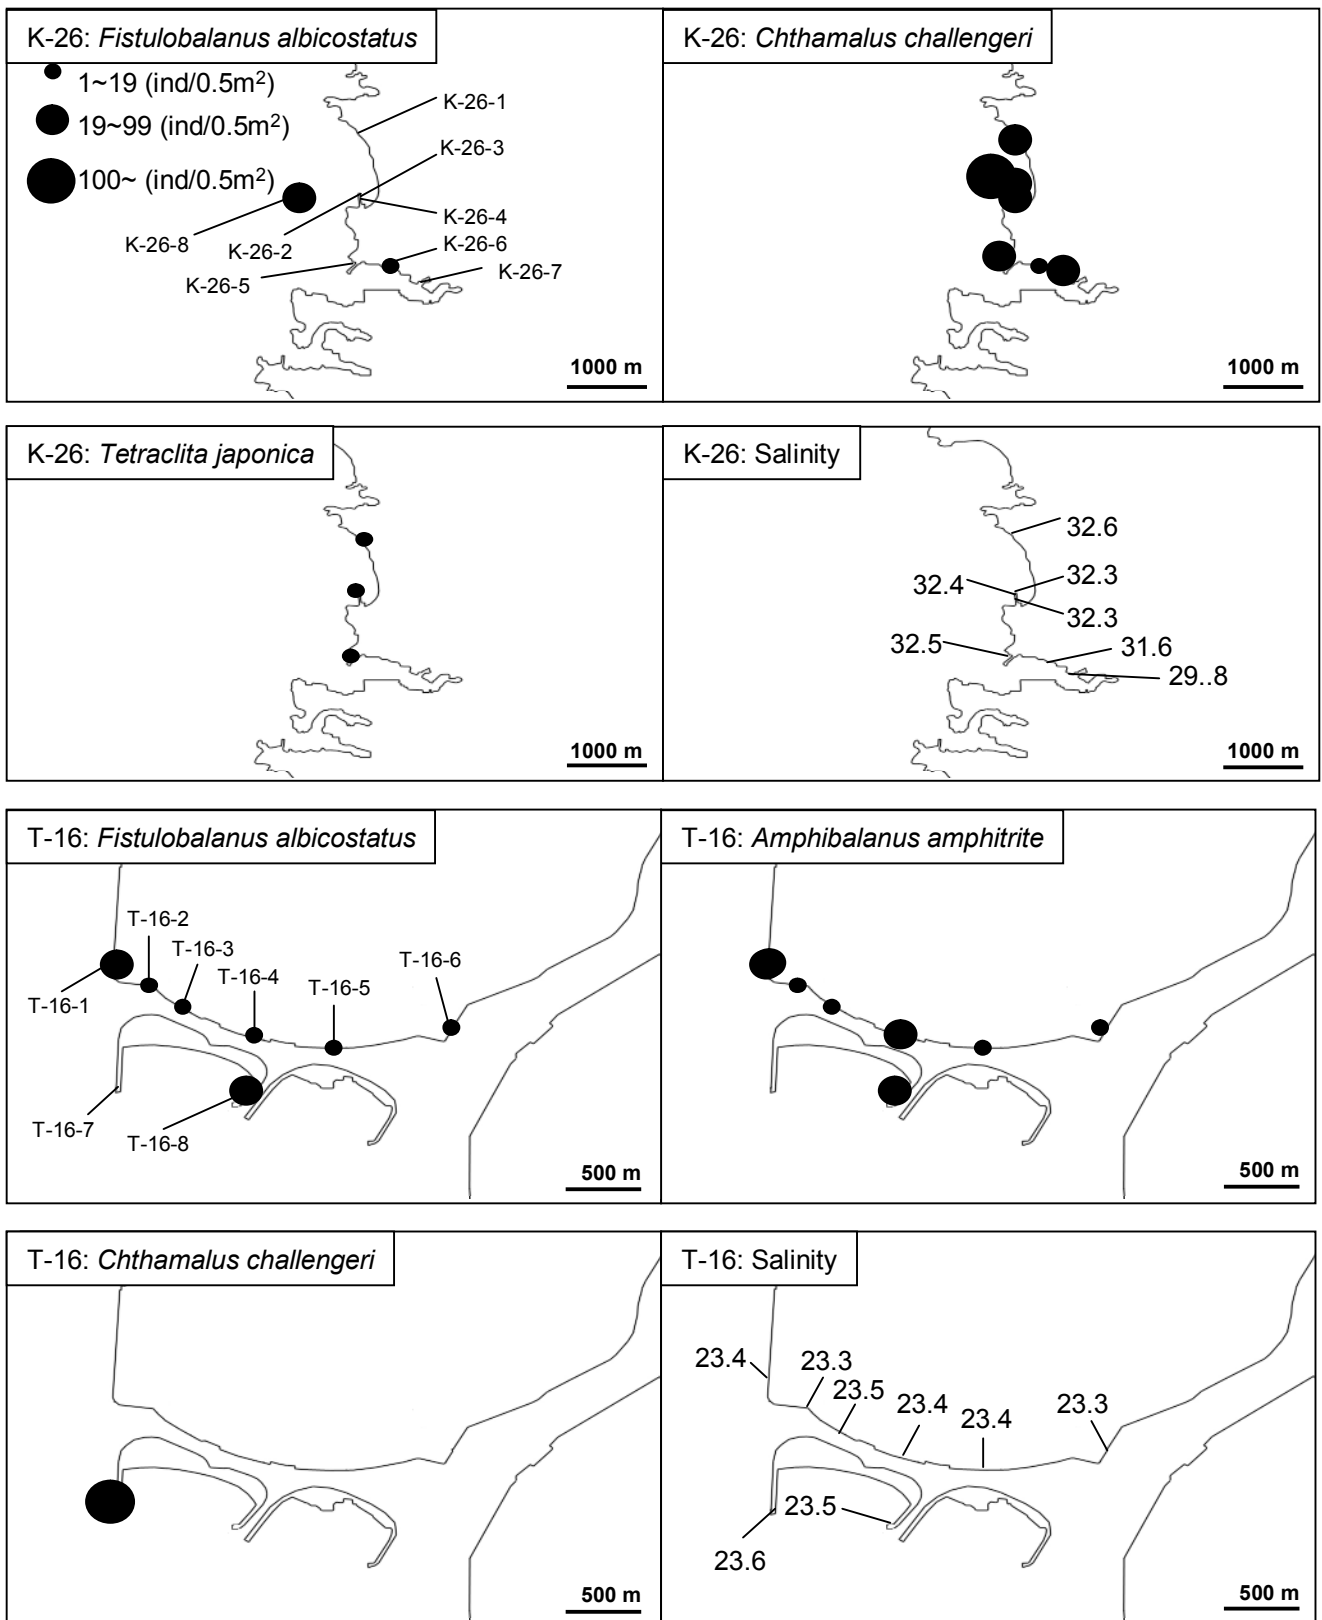 K-26: Fistulobalanus albicostatus
1~19 (ind/0.5m²)
19~99 (ind/0.5m²)
100~ (ind/0.5m²)
K-26-1
K-26-3
K-26-4
K-26-8
K-26-2
K-26-6
K-26-5
K-26-7
1000 m
K-26: Chthamalus challengeri
1000 m
K-26: Tetraclita japonica
1000 m
K-26: Salinity
32.6
32.4
32.3
32.3
32.5
31.6
29..8
1000 m
T-16: Fistulobalanus albicostatus
T-16-2
T-16-3
T-16-4
T-16-5
T-16-6
T-16-1
T-16-7
T-16-8
500 m
T-16: Amphibalanus amphitrite
500 m
T-16: Chthamalus challengeri
500 m
T-16: Salinity
23.4
23.3
23.5
23.4
23.4
23.3
23.5
23.6
500 m